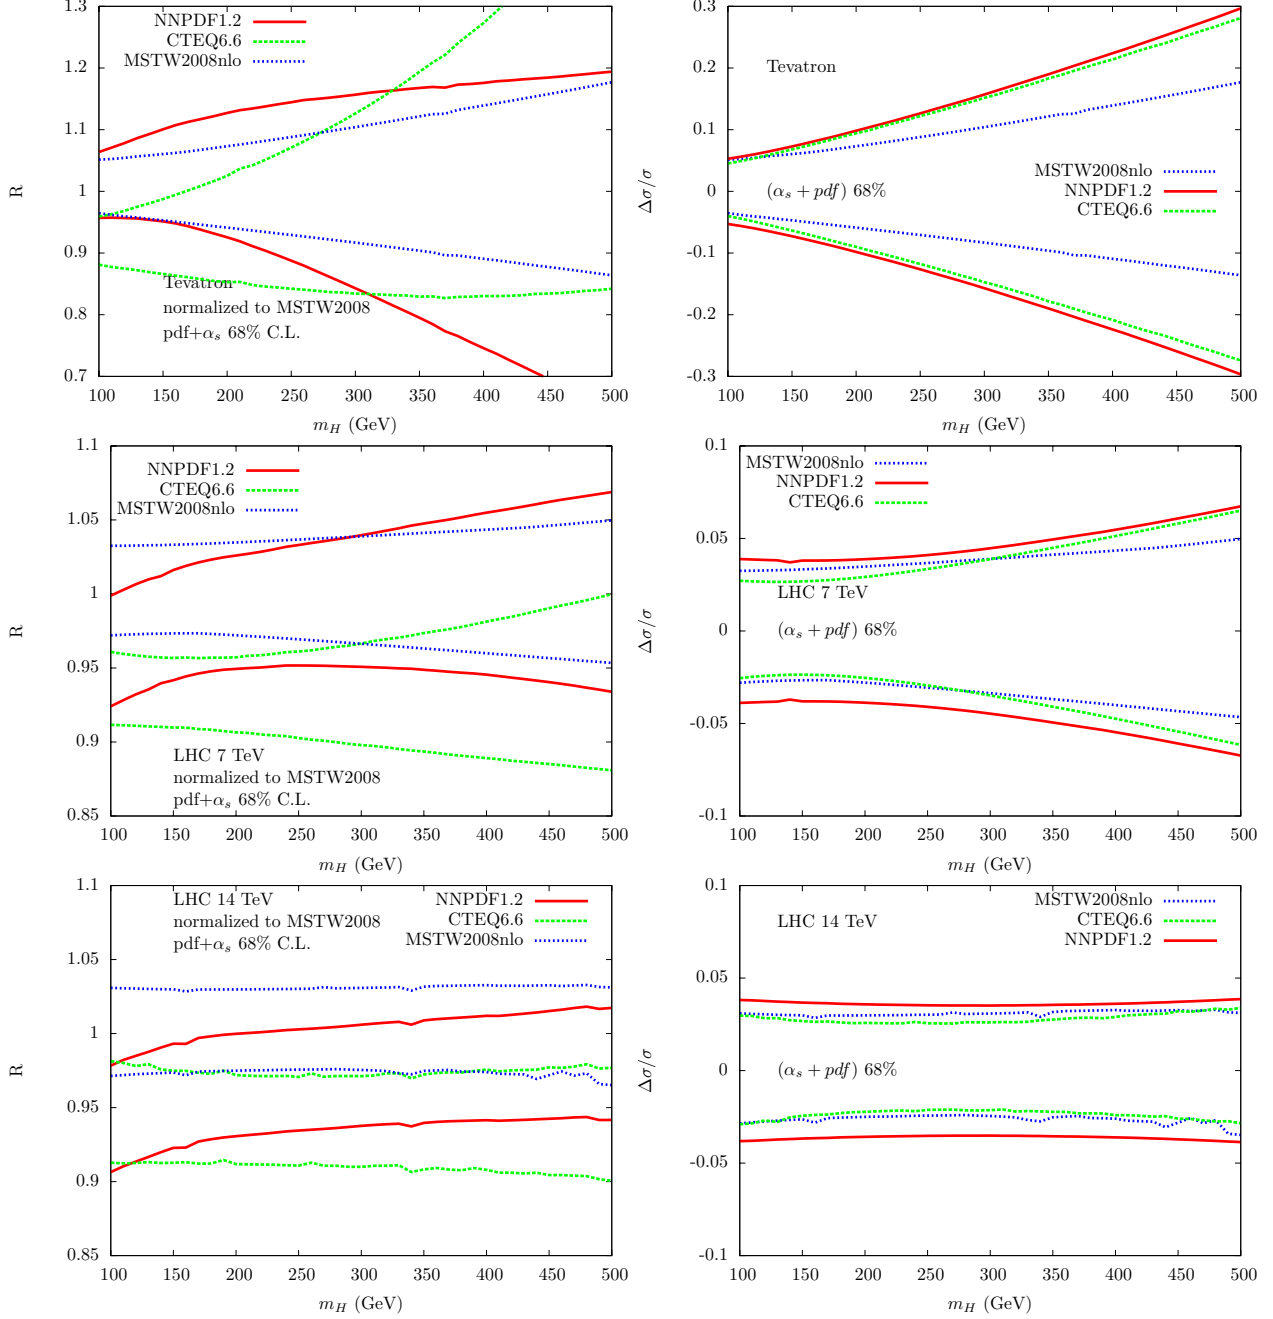 NNPDF1.2
CTEQ6.6
MSTW2008nlo
Tevatron
normalized to MSTW2008
pdf+αs 68% C.L.
R
1.3
1.2
1.1
1
0.9
0.8
0.7
100 150 200 250 300 350 400 450 500
mH (GeV)
Tevatron
MSTW2008nlo
NNPDF1.2
CTEQ6.6
(αs + pdf) 68%
Δσ/σ
0.3
0.2
0.1
0
-0.1
-0.2
-0.3
100 150 200 250 300 350 400 450 500
mH (GeV)
NNPDF1.2
CTEQ6.6
MSTW2008nlo
LHC 7 TeV
normalized to MSTW2008
pdf+αs 68% C.L.
R
1.1
1.05
1
0.95
0.9
0.85
100 150 200 250 300 350 400 450 500
mH (GeV)
MSTW2008nlo
NNPDF1.2
CTEQ6.6
LHC 7 TeV
(αs + pdf) 68%
Δσ/σ
0.1
0.05
0
-0.05
-0.1
100 150 200 250 300 350 400 450 500
mH (GeV)
LHC 14 TeV
normalized to MSTW2008
pdf+αs 68% C.L.
NNPDF1.2
CTEQ6.6
MSTW2008nlo
R
1.1
1.05
1
0.95
0.9
0.85
100 150 200 250 300 350 400 450 500
mH (GeV)
LHC 14 TeV
MSTW2008nlo
CTEQ6.6
NNPDF1.2
(αs + pdf) 68%
Δσ/σ
0.1
0.05
0
-0.05
-0.1
100 150 200 250 300 350 400 450 500
mH (GeV)